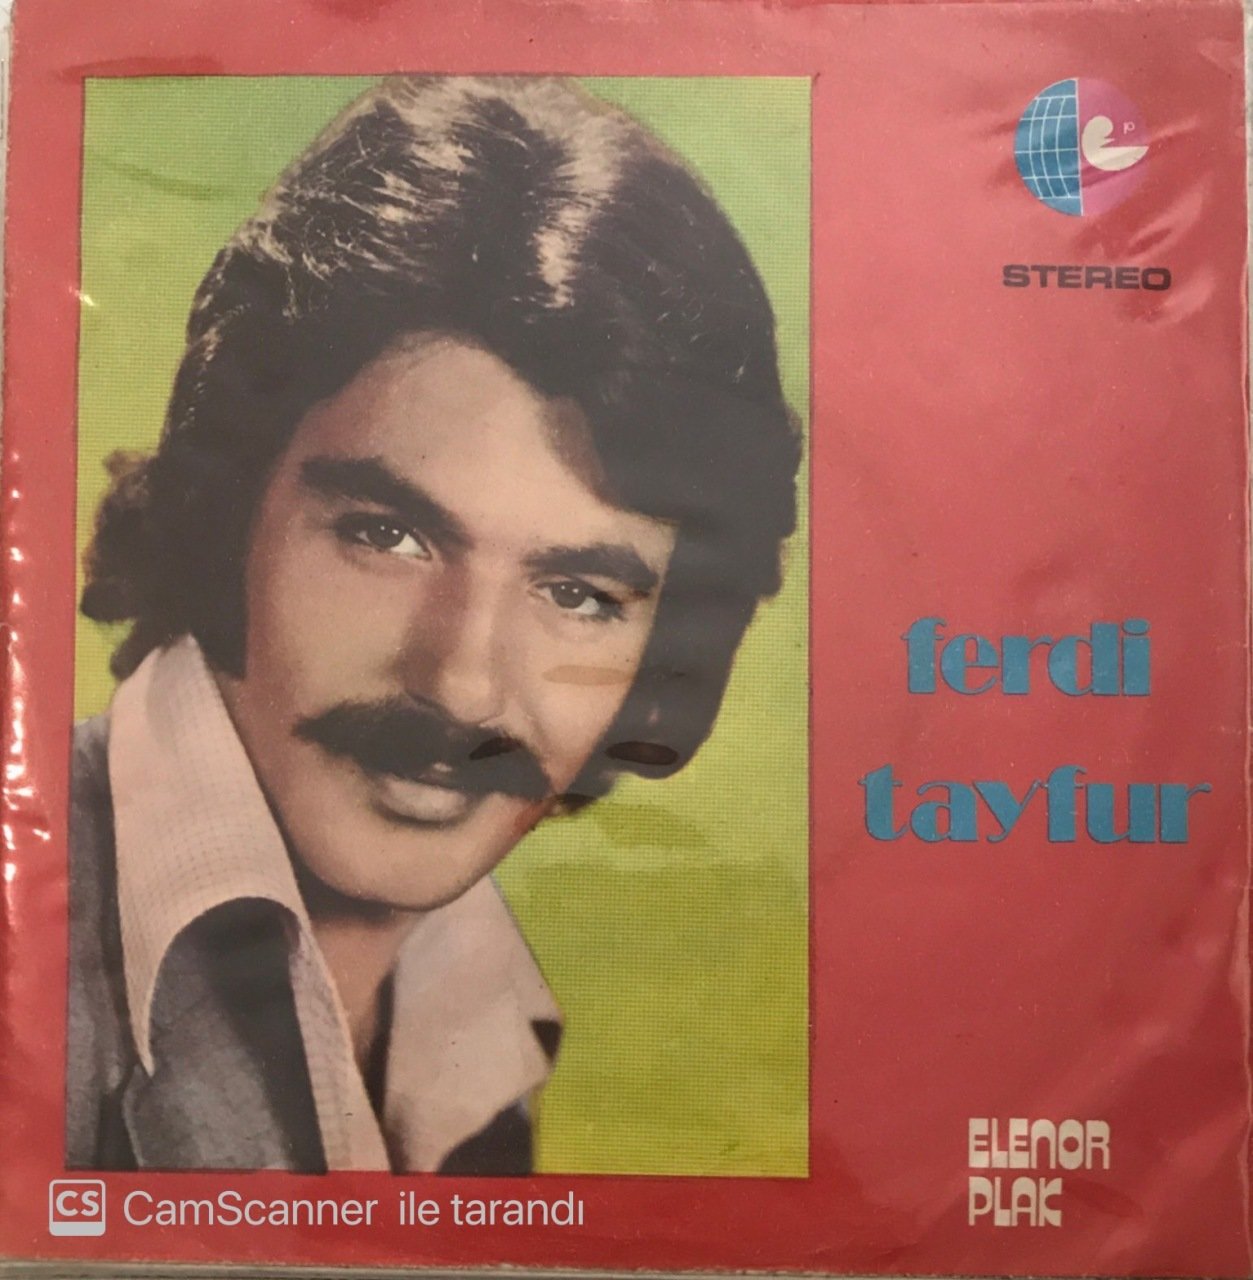 STEREO
ferdi
tayfur
ELENOR
PLAK
CS CamScanner ile tarandı